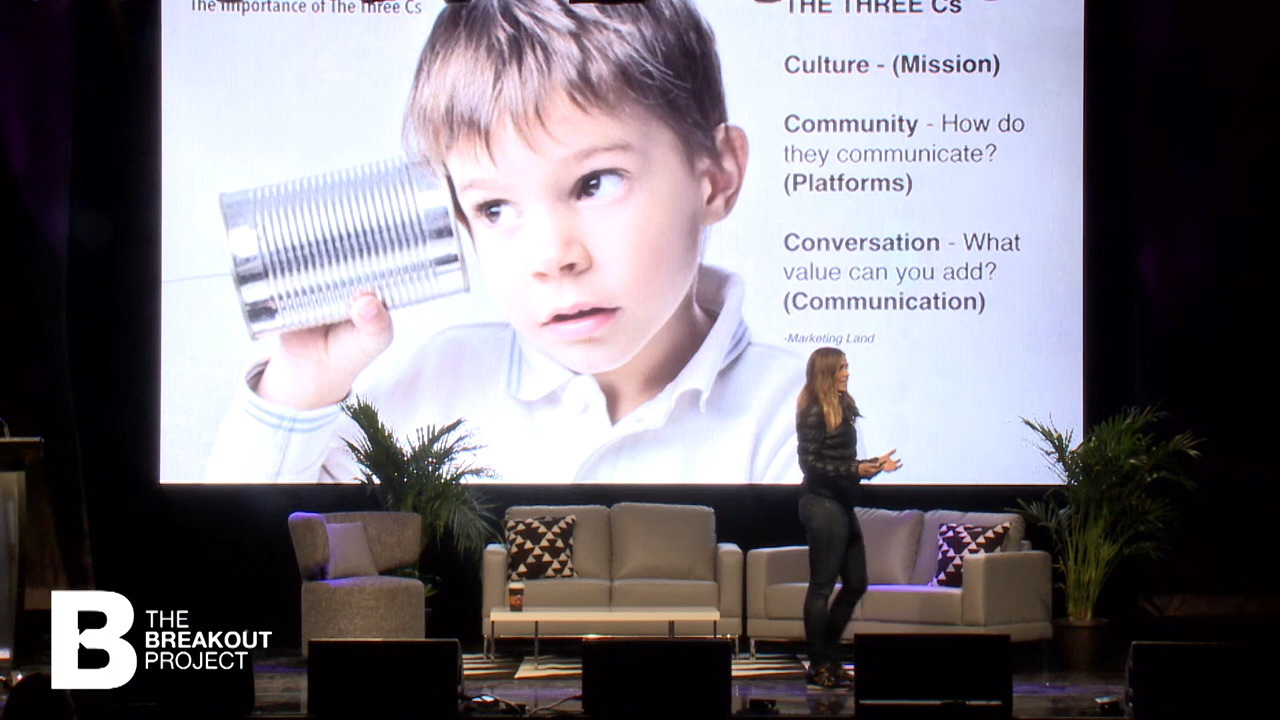 The Importance of The Three Cs
THE THREE Cs
Culture - (Mission)
Community - How do
they communicate?
(Platforms)
Conversation - What
value can you add?
(Communication)
-Marketing Land
B
THE
BREAKOUT
PROJECT